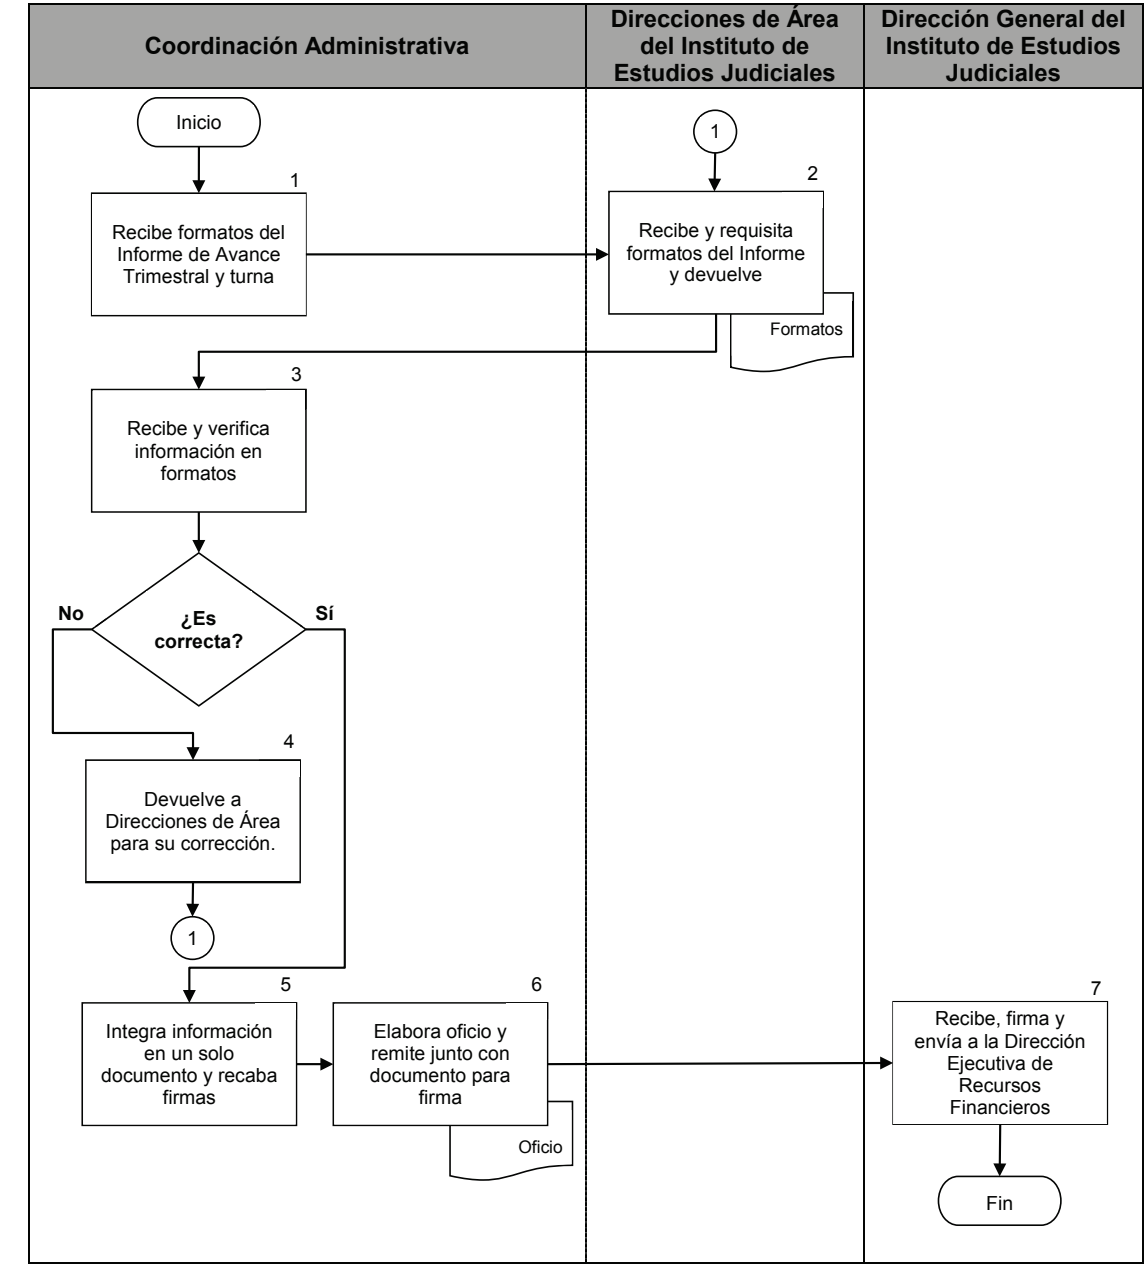 Coordinación Administrativa
Direcciones de Área
del Instituto de
Estudios Judiciales
Dirección General del
Instituto de Estudios
Judiciales
Inicio
1
1
Recibe formatos del
Informe de Avance
Trimestral y turna
2
Recibe y requisita
formatos del Informe
y devuelve
Formatos
3
Recibe y verifica
información en
formatos
¿Es
correcta?
No
Sí
4
Devuelve a
Direcciones de Área
para su corrección.
1
5
Integra información
en un solo
documento y recaba
firmas
6
Elabora oficio y
remite junto con
documento para
firma
Oficio
7
Recibe, firma y
envía a la Dirección
Ejecutiva de
Recursos
Financieros
Fin